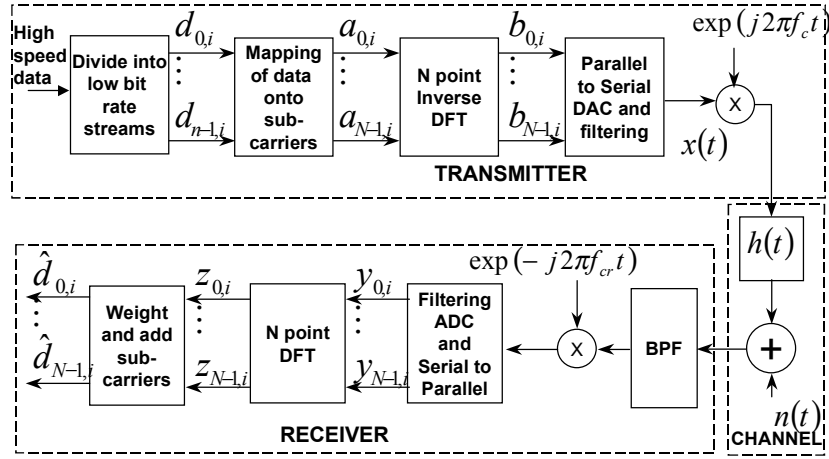 High
speed
data
Divide into
low bit
rate
streams
d_{0,i}
⋮
d_{n-1,i}
Mapping
of data
onto
sub-
carriers
a_{0,i}
⋮
a_{N-1,i}
N point
Inverse
DFT
b_{0,i}
⋮
b_{N-1,i}
Parallel
to Serial
DAC and
filtering
x(t)
exp(j2πf_c t)
X
TRANSMITTER
h(t)
+
n(t)
CHANNEL
BPF
X
exp(− j2πf_{cr} t)
Filtering
ADC
and
Serial to
Parallel
y_{0,i}
⋮
y_{N-1,i}
N point
DFT
z_{0,i}
⋮
z_{N-1,i}
Weight
and add
sub-
carriers
d̂_{0,i}
⋮
d̂_{N-1,i}
RECEIVER